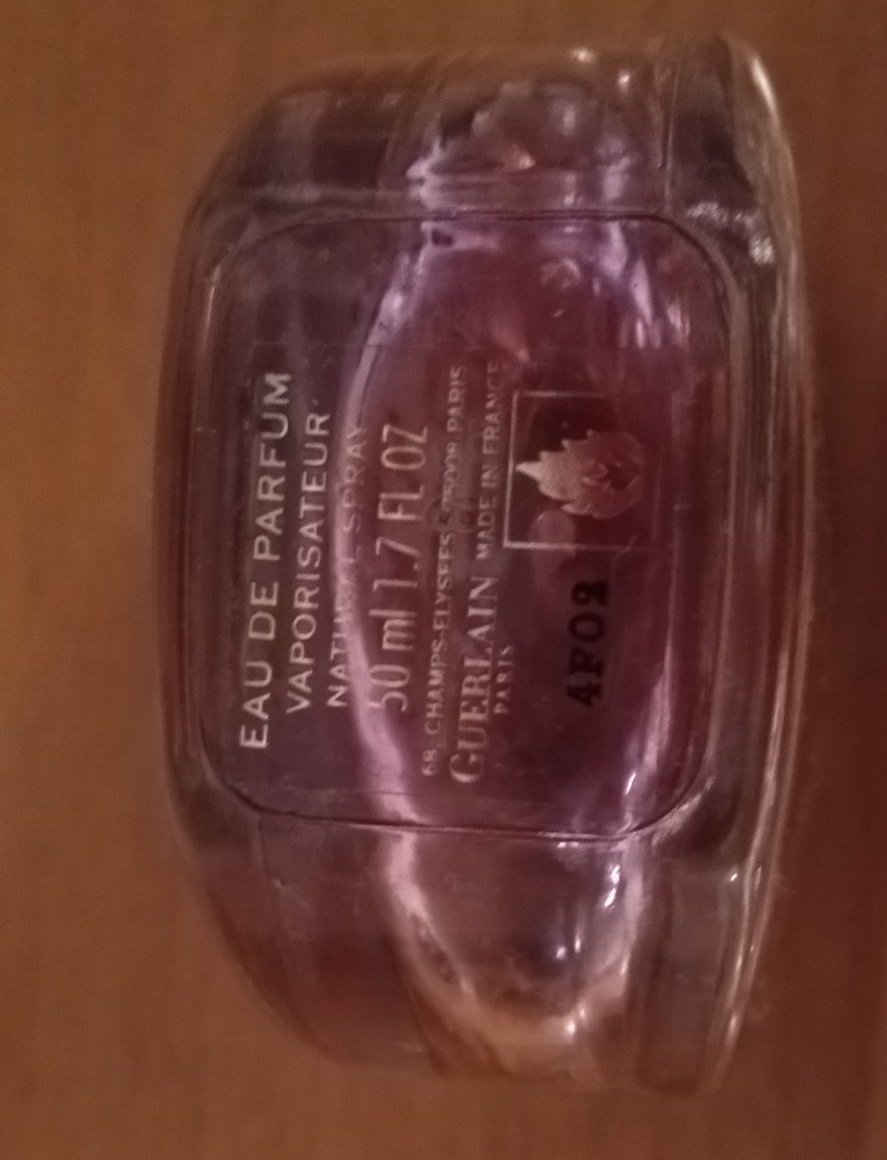 EAU DE PARFUM
VAPORISATEUR
NATURAL SPRAY
50 ml 1.7 FL OZ
68, CHAMPS-ELYSEES 75008 PARIS
GUERLAIN MADE IN FRANCE
PARIS
4F02